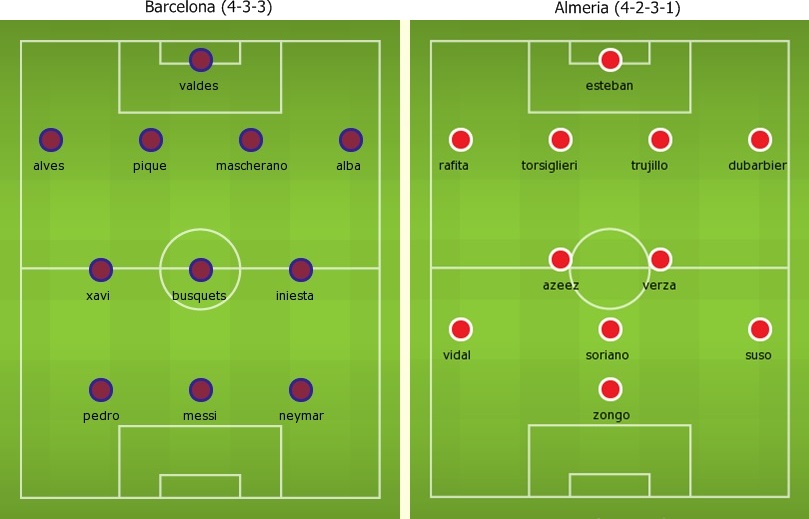 Barcelona (4-3-3)
valdes
alves pique mascherano alba
xavi busquets iniesta
pedro messi neymar
Almeria (4-2-3-1)
esteban
rafita torsiglieri trujillo dubarbier
azeez verza
vidal soriano suso
zongo